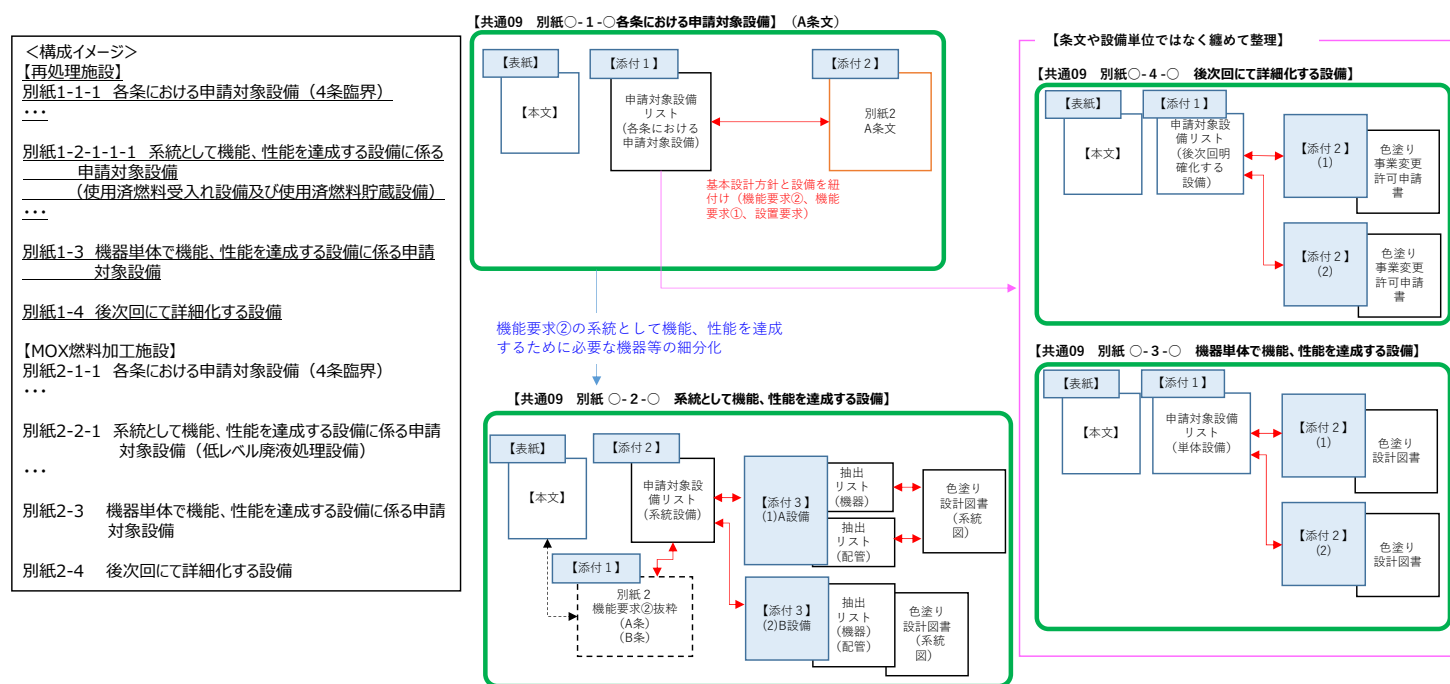 ＜構成イメージ＞
【再処理施設】
別紙1-1-1 各条における申請対象設備（4条臨界）
・・・
別紙1-2-1-1-1 系統として機能、性能を達成する設備に係る
申請対象設備
（使用済燃料受入れ設備及び使用済燃料貯蔵設備）
・・・
別紙1-3 機器単体で機能、性能を達成する設備に係る申請
対象設備
別紙1-4 後次回にて詳細化する設備
【MOX燃料加工施設】
別紙2-1-1 各条における申請対象設備（4条臨界）
・・・
別紙2-2-1 系統として機能、性能を達成する設備に係る申請
対象設備（低レベル廃液処理設備）
・・・
別紙2-3 機器単体で機能、性能を達成する設備に係る申請
対象設備
別紙2-4 後次回にて詳細化する設備
【共通09 別紙○-１-○各条における申請対象設備】（A条文）
【表紙】
【本文】
【添付１】
申請対象設備
リスト
(各条における
申請対象設備)
【添付２】
別紙2
A条文
基本設計方針と設備を紐
付け（機能要求②、機能
要求①、設置要求）
機能要求②の系統として機能、性能を達成
するために必要な機器等の細分化
【共通09 別紙 ○-２-○ 系統として機能、性能を達成する設備】
【表紙】
【本文】
【添付２】
申請対象設
備リスト
(系統設備)
【添付１】
別紙２
機能要求②抜粋
(A条)
(B条)
【添付３】
(1)A設備
抽出
リスト
(機器)
抽出
リスト
(配管)
色塗り
設計図書
（系統
図）
【添付３】
(2)B設備
抽出
リスト
(機器)
(配管)
色塗り
設計図書
（系統
図）
【条文や設備単位ではなく纏めて整理】
【共通09 別紙○-４-○ 後次回にて詳細化する設備】
【表紙】
【本文】
【添付１】
申請対象設
備リスト
(後次回明
確化する
設備)
【添付２】
(1)
色塗り
事業変更
許可申請
書
【添付２】
(2)
色塗り
事業変更
許可申請
書
【共通09 別紙 ○-３-○ 機器単体で機能、性能を達成する設備】
【表紙】
【本文】
【添付１】
申請対象設備
リスト
(単体設備)
【添付２】
(1)
色塗り
設計図書
【添付２】
(2)
色塗り
設計図書